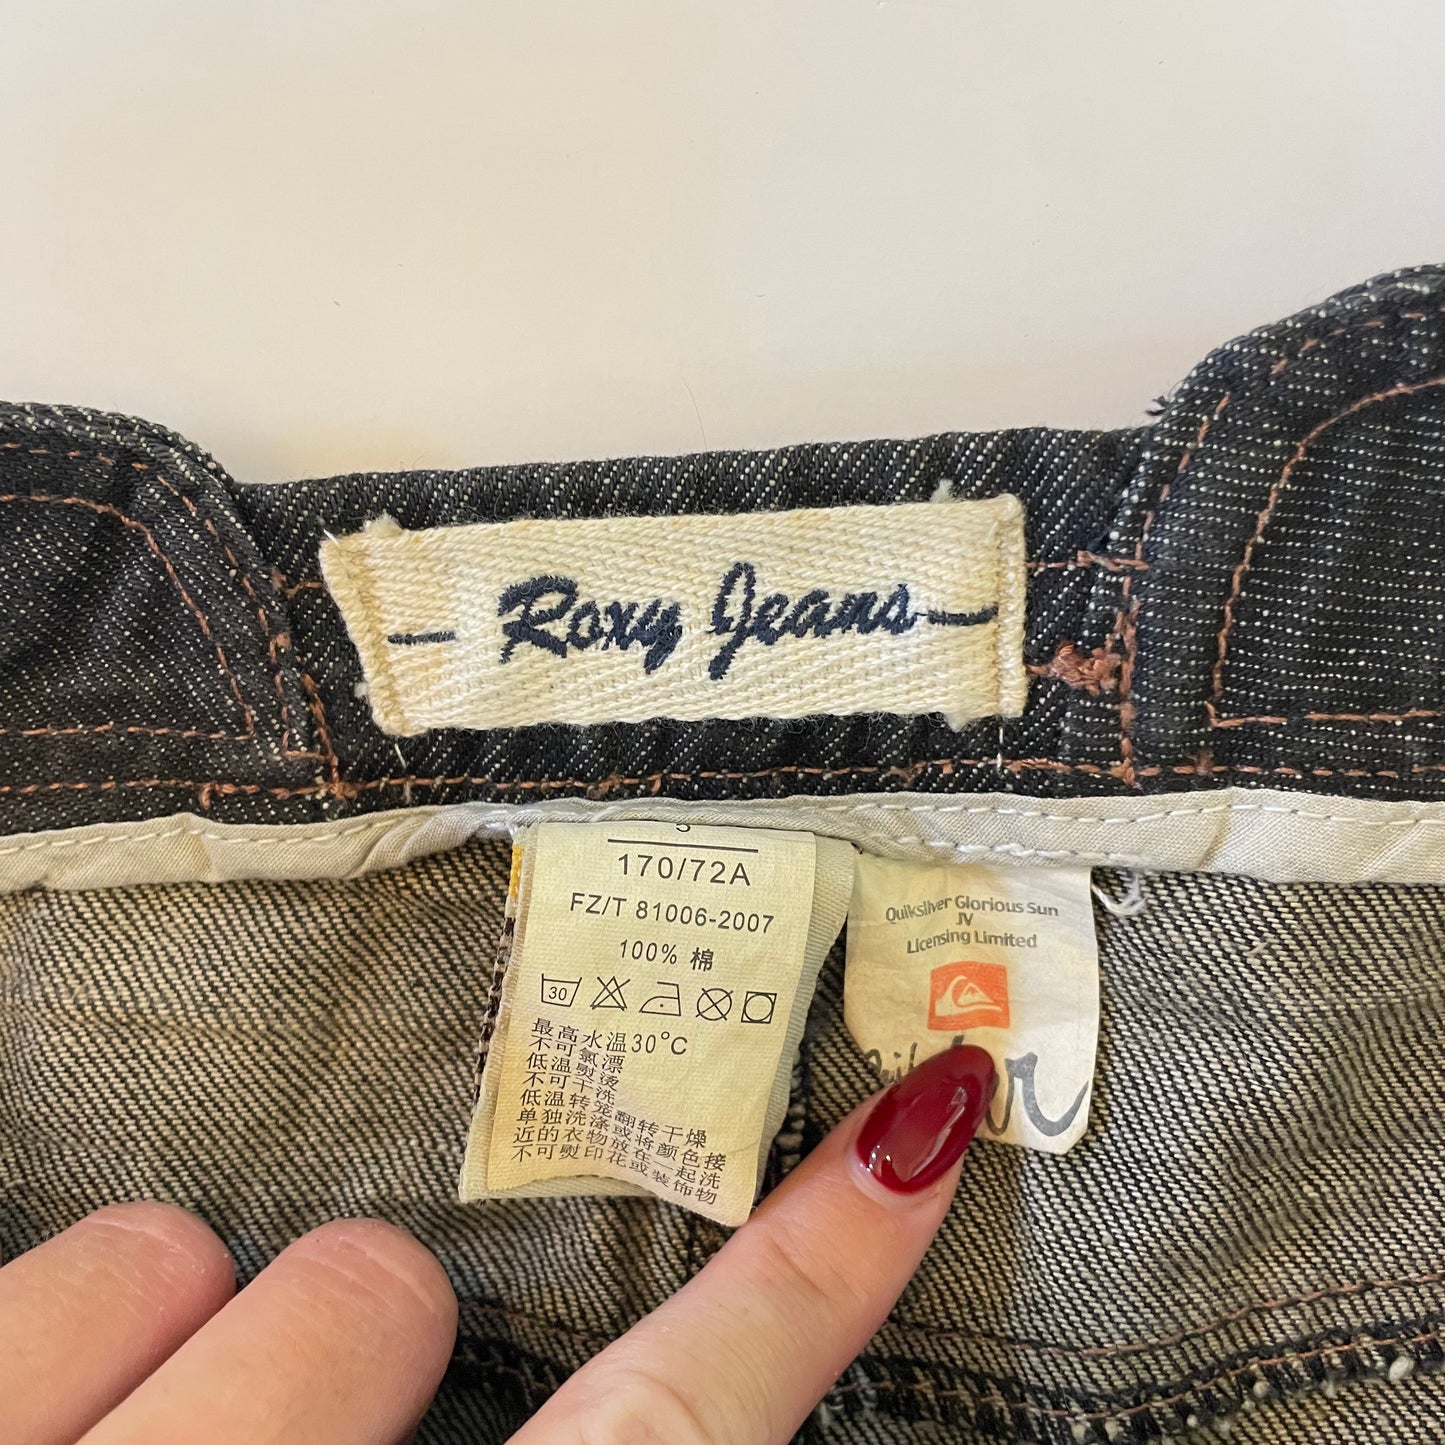 Roxy Jeans
170/72A
FZ/T 81006-2007
100% 棉
30
最高水温30°C
不可氯漂
低温熨烫
不可干洗
低温转笼翻转干燥
单独洗涤或将颜色接
近的衣物放在一起洗
不可熨印花或装饰物
Quiksilver Glorious Sun
JV
Licensing Limited